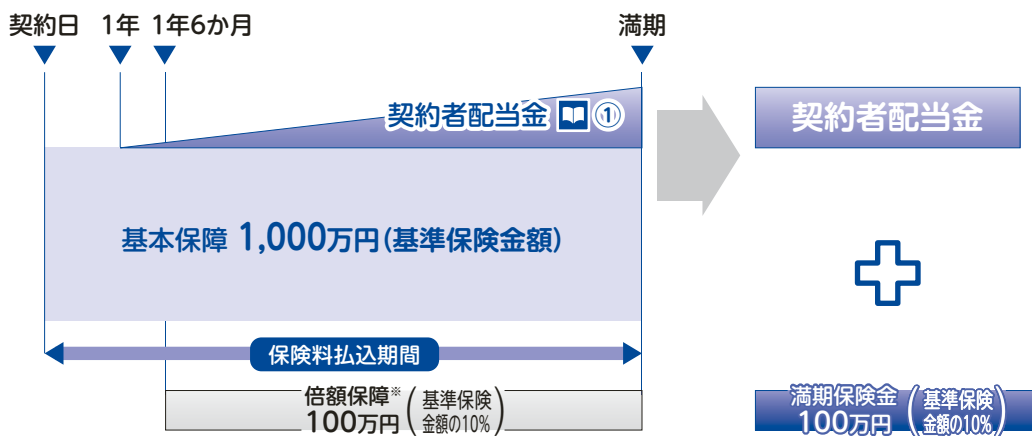 契約日 1年 1年6か月 満期
契約者配当金 ①
契約者配当金
基本保障 1,000万円(基準保険金額)
保険料払込期間
倍額保障※
100万円
(基準保険
金額の10%)
満期保険金
100万円
(基準保険
金額の10%)